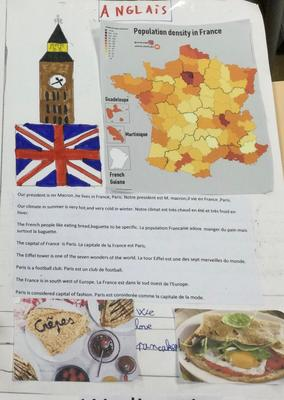 ANGLAIS
Population density in France
Guadeloupe
Martinique
French
Guiana
Our président is mr Macron ,he lives in France, Paris. Notre président est M. macron,il vie en France ,Paris.
Our climate in summer is very hot,and very cold in winter. Notre climat est très chaud en été et très froid en
hiver.
The French people like eating bread,baguette to be specific. La population Francaise adore manger du pain mais
surtout la baguette.
The capital of France is Paris. La capitale de la France est Paris.
The Eiffel tower is one of the seven wonders of the world. La tour Eiffel est une des sept merveilles du monde.
Paris is a football club. Paris est un club de football.
The France is in south west of Europe. La France est dans le sud ouest de l'Europe.
Paris is considered capital of fashion. Paris est considerée comme la capitale de la mode.
Crêpes
We
love
pancakes